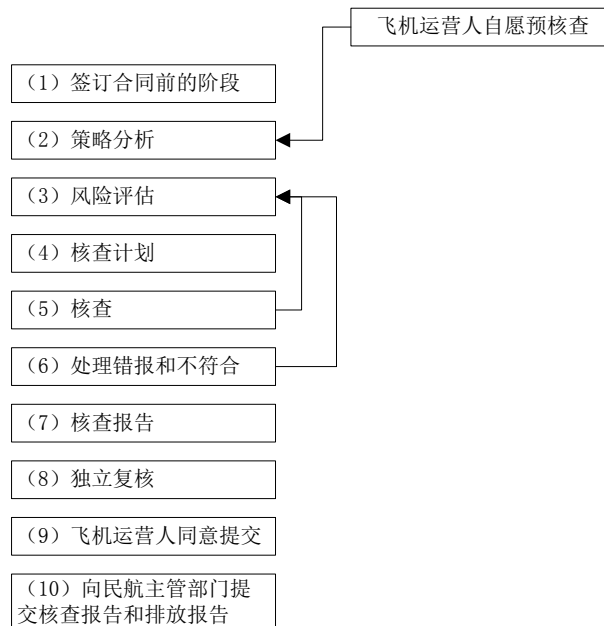 飞机运营人自愿预核查
（1）签订合同前的阶段
（2）策略分析
（3）风险评估
（4）核查计划
（5）核查
（6）处理错报和不符合
（7）核查报告
（8）独立复核
（9）飞机运营人同意提交
（10）向民航主管部门提
交核查报告和排放报告